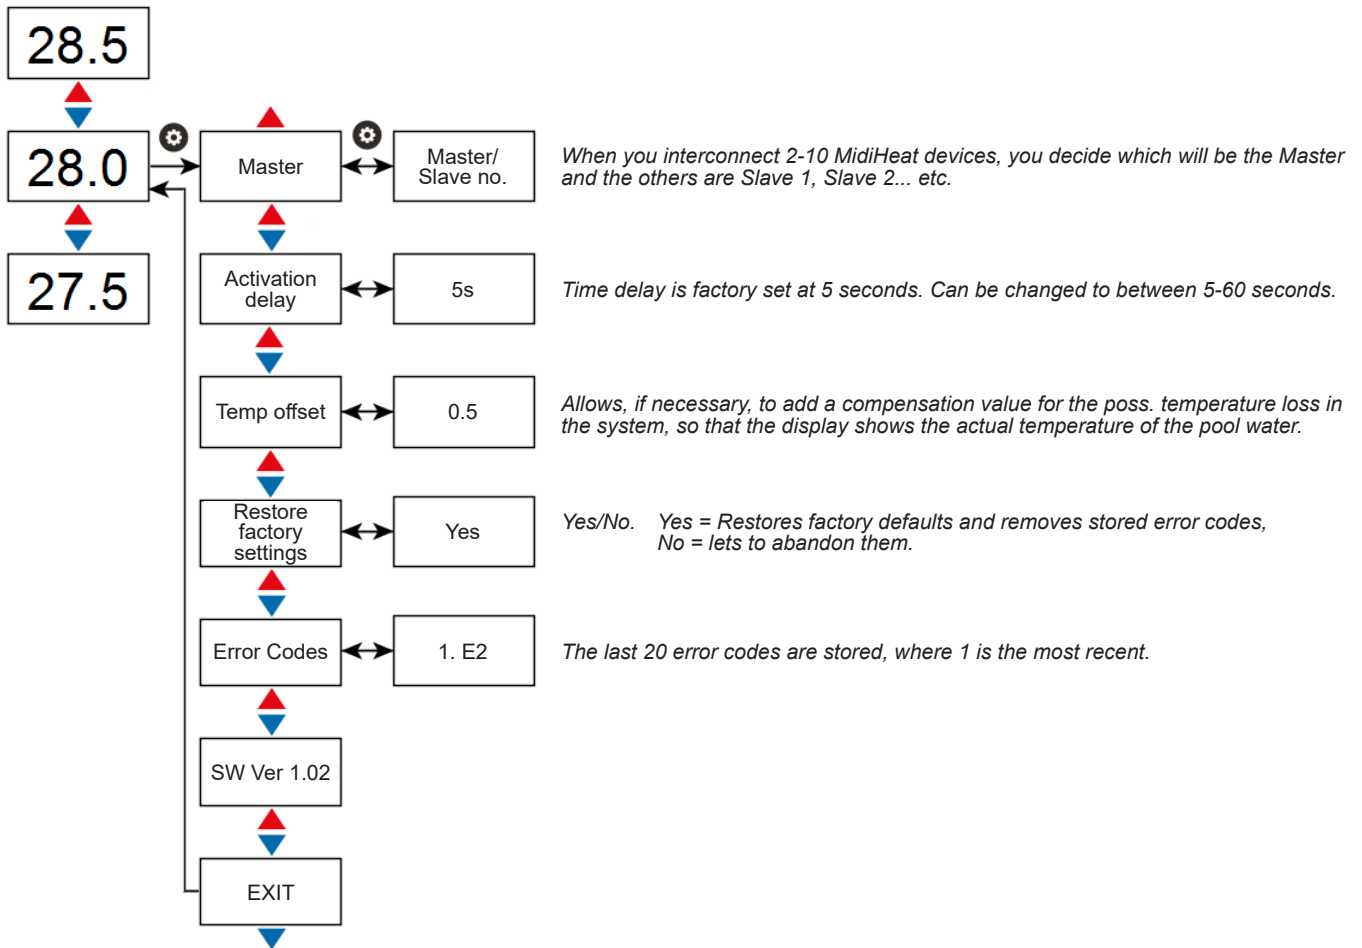 28.5
28.0
27.5
Master
Master/
Slave no.
When you interconnect 2-10 MidiHeat devices, you decide which will be the Master
and the others are Slave 1, Slave 2... etc.
Activation
delay
5s
Time delay is factory set at 5 seconds. Can be changed to between 5-60 seconds.
Temp offset
0.5
Allows, if necessary, to add a compensation value for the poss. temperature loss in
the system, so that the display shows the actual temperature of the pool water.
Restore
factory
settings
Yes
Yes/No. Yes = Restores factory defaults and removes stored error codes,
No = lets to abandon them.
Error Codes
1. E2
The last 20 error codes are stored, where 1 is the most recent.
SW Ver 1.02
EXIT